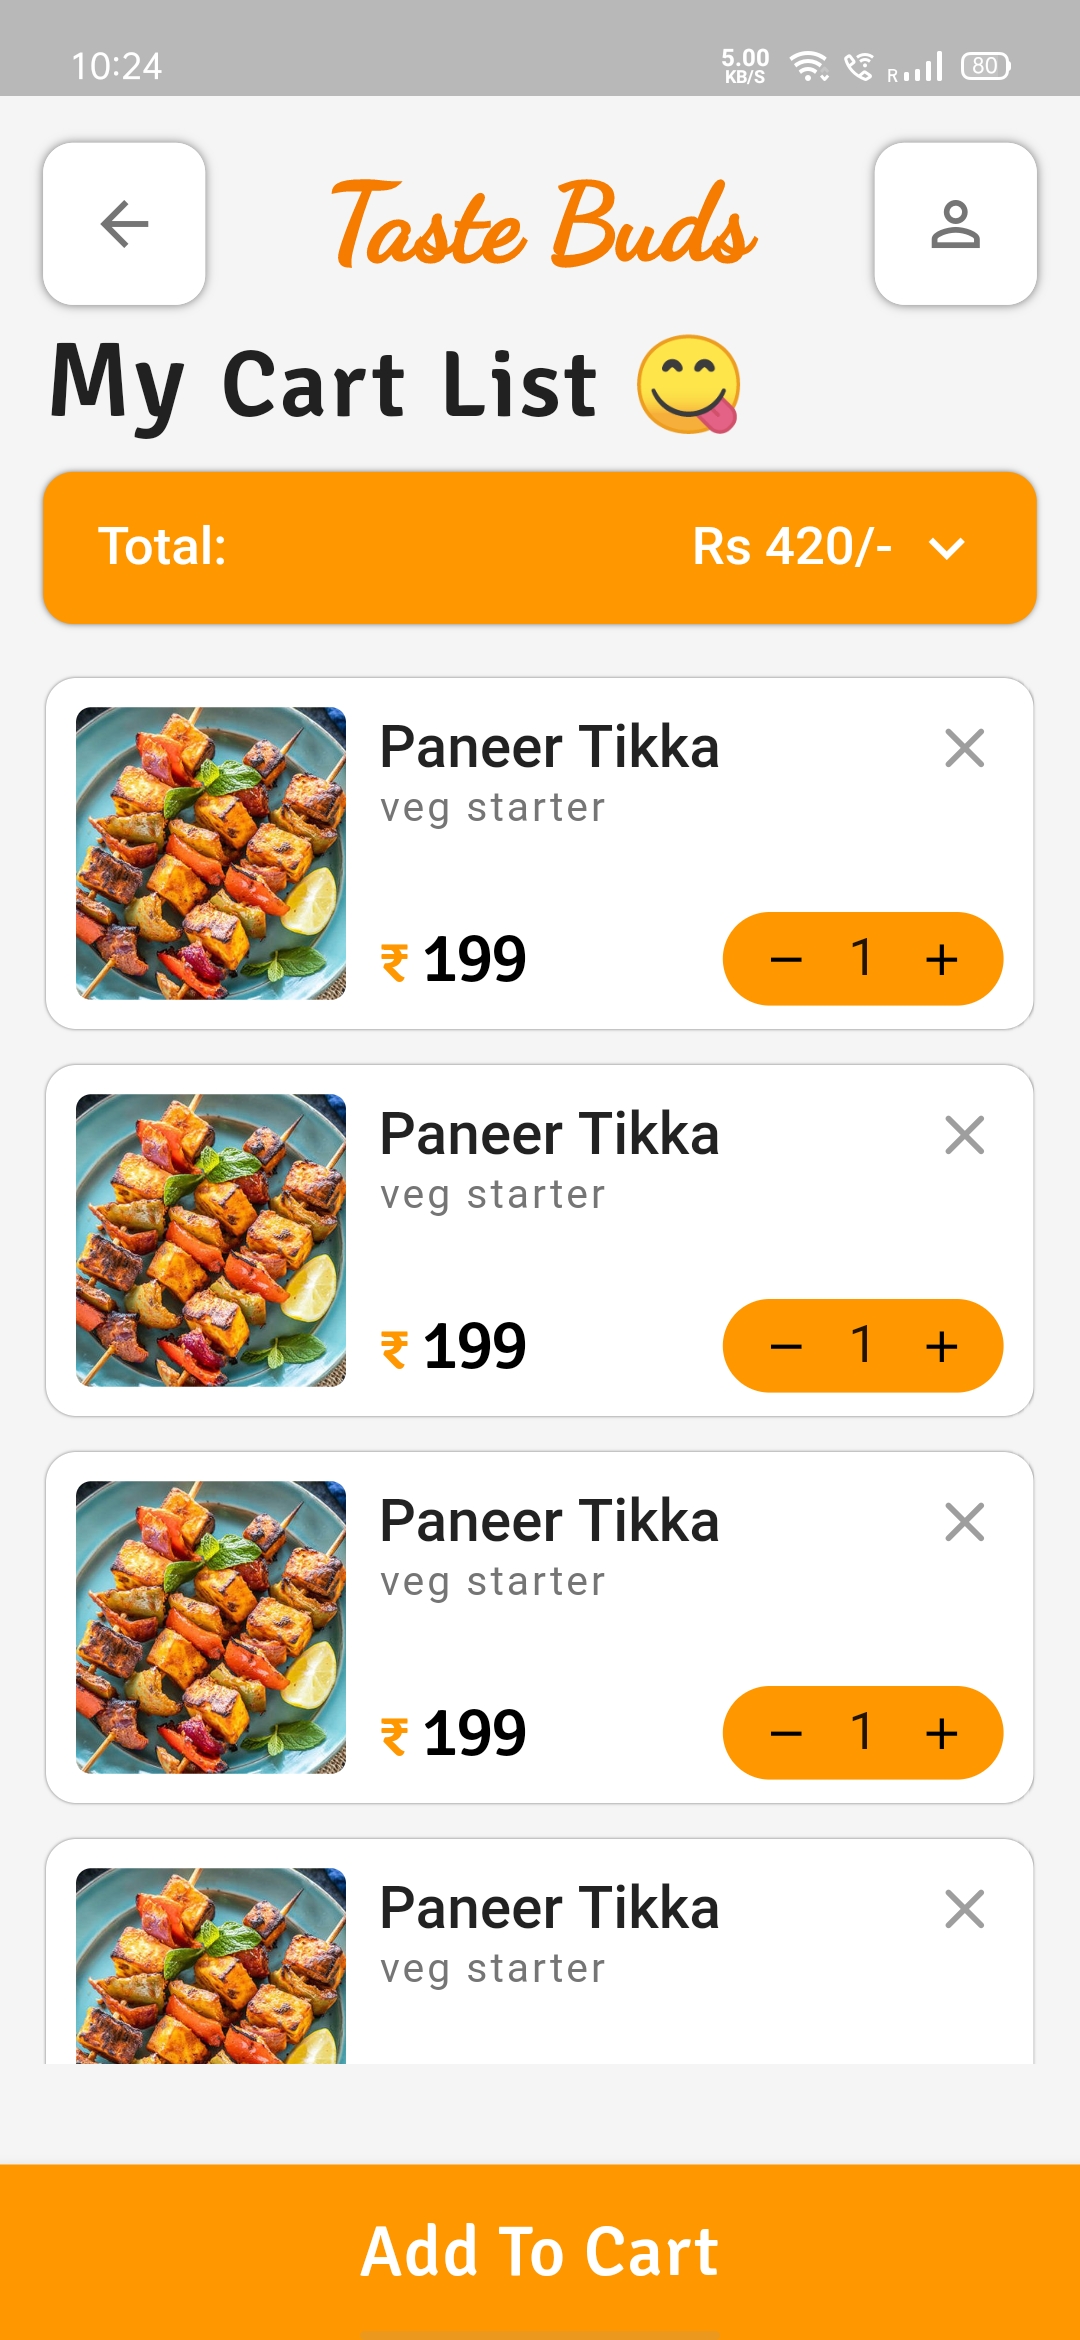 10:24
5.00
KB/S
R
80
Taste Buds
My Cart List 😋
Total: Rs 420/-
Paneer Tikka
veg starter
₹ 199
− 1 +
Paneer Tikka
veg starter
₹ 199
− 1 +
Paneer Tikka
veg starter
₹ 199
− 1 +
Paneer Tikka
veg starter
Add To Cart